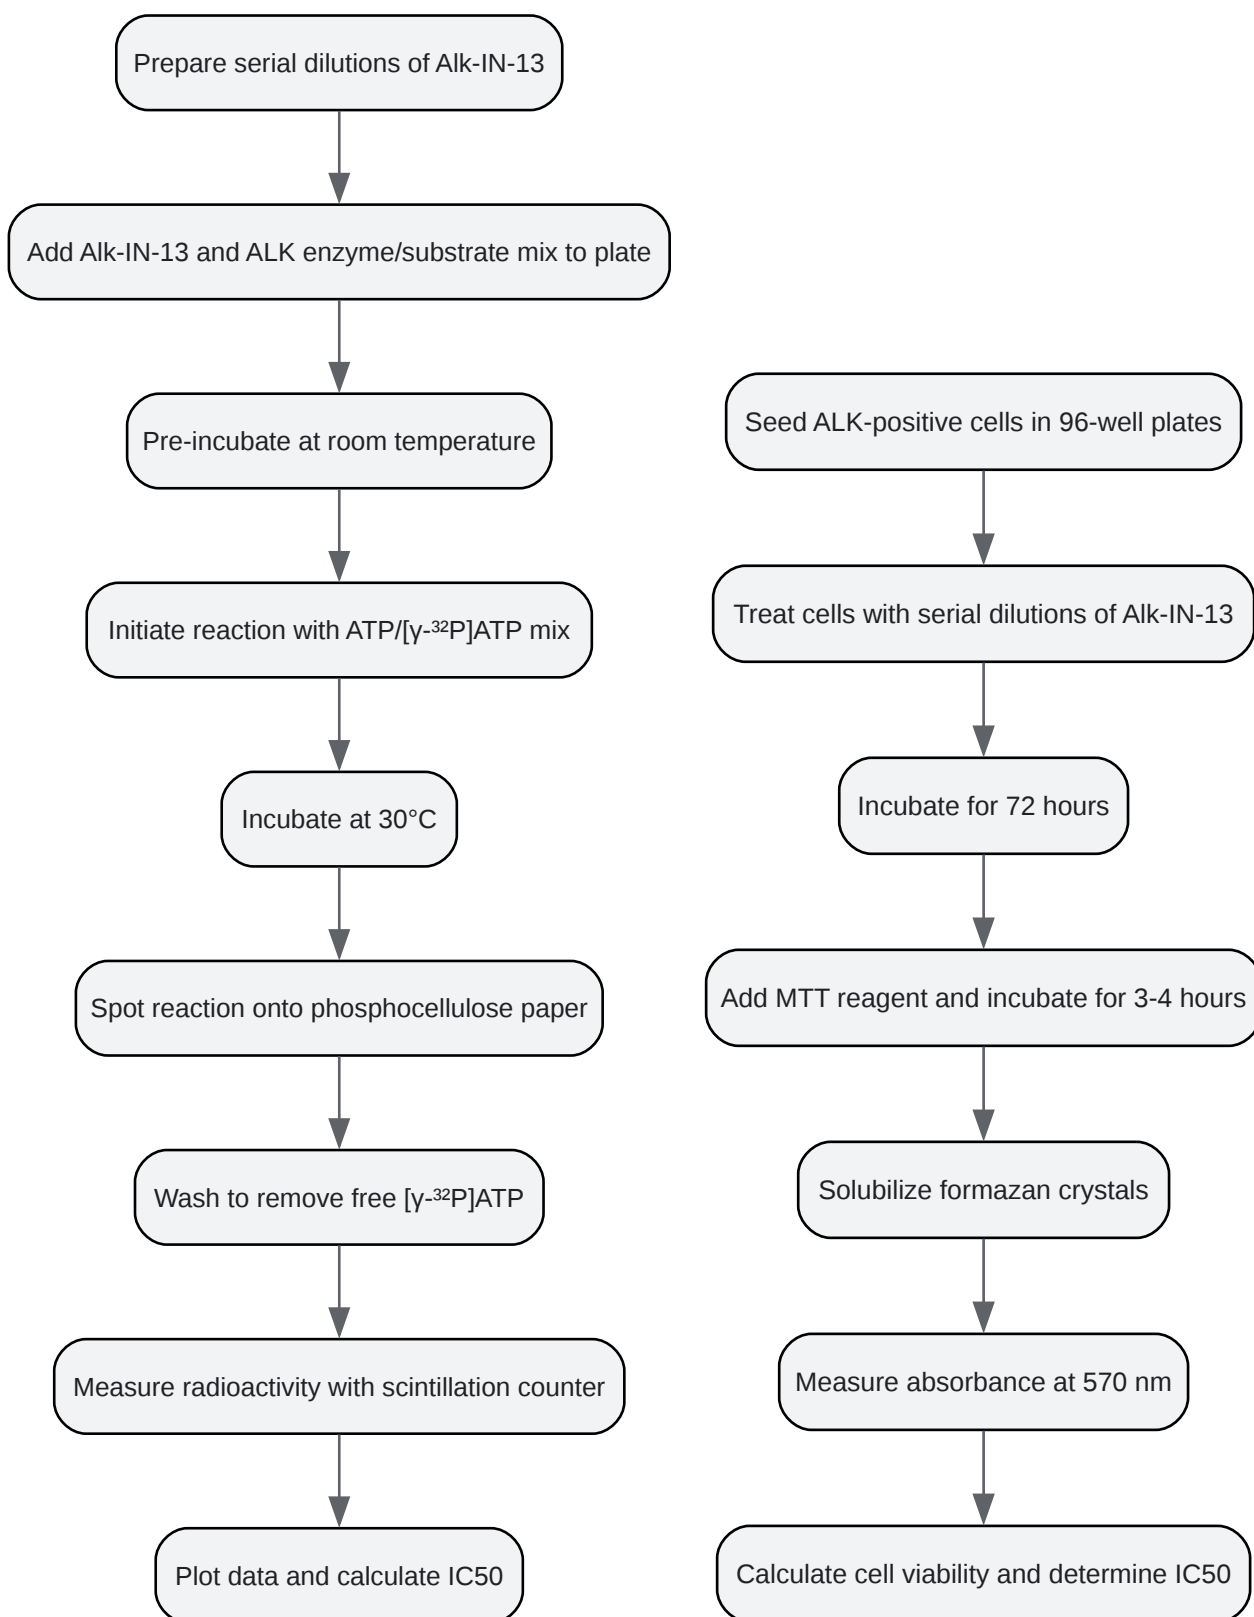 Prepare serial dilutions of Alk-IN-13
Add Alk-IN-13 and ALK enzyme/substrate mix to plate
Pre-incubate at room temperature
Initiate reaction with ATP/[γ-³²P]ATP mix
Incubate at 30°C
Spot reaction onto phosphocellulose paper
Wash to remove free [γ-³²P]ATP
Measure radioactivity with scintillation counter
Plot data and calculate IC50
Seed ALK-positive cells in 96-well plates
Treat cells with serial dilutions of Alk-IN-13
Incubate for 72 hours
Add MTT reagent and incubate for 3-4 hours
Solubilize formazan crystals
Measure absorbance at 570 nm
Calculate cell viability and determine IC50